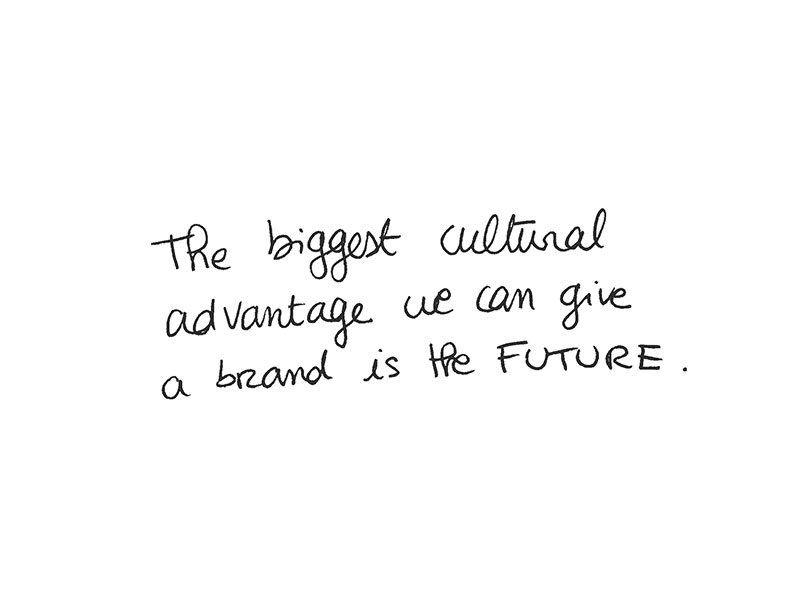 The biggest cultural
advantage we can give
a brand is the FUTURE.